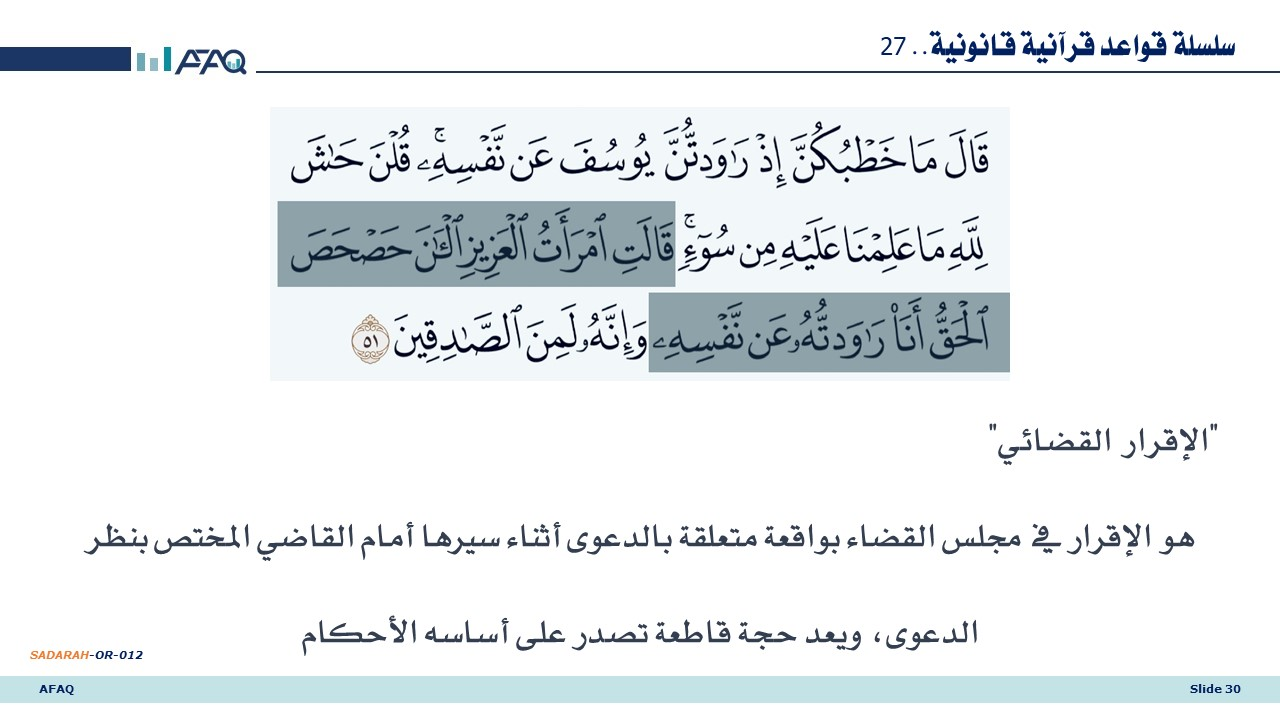 سلسلة قواعد قرآنية قانونية.. 27
AFAQ
قَالَ مَا خَطْبُكُنَّ إِذْ رَٰوَدتُّنَّ يُوسُفَ عَن نَّفْسِهِۦۚ قُلْنَ حَٰشَ
لِلَّهِ مَا عَلِمْنَا عَلَيْهِ مِن سُوٓءٍۚ قَالَتِ ٱمْرَأَتُ ٱلْعَزِيزِ ٱلْـَٰٔنَ حَصْحَصَ
ٱلْحَقُّ أَنَا۠ رَٰوَدتُّهُۥ عَن نَّفْسِهِۦ وَإِنَّهُۥ لَمِنَ ٱلصَّٰدِقِينَ ٥١
"الإقرار القضائي"
هو الإقرار في مجلس القضاء بواقعة متعلقة بالدعوى أثناء سيرها أمام القاضي المختص بنظر
الدعوى، ويعد حجة قاطعة تصدر على أساسه الأحكام
SADARAH-OR-012
AFAQ
Slide 30